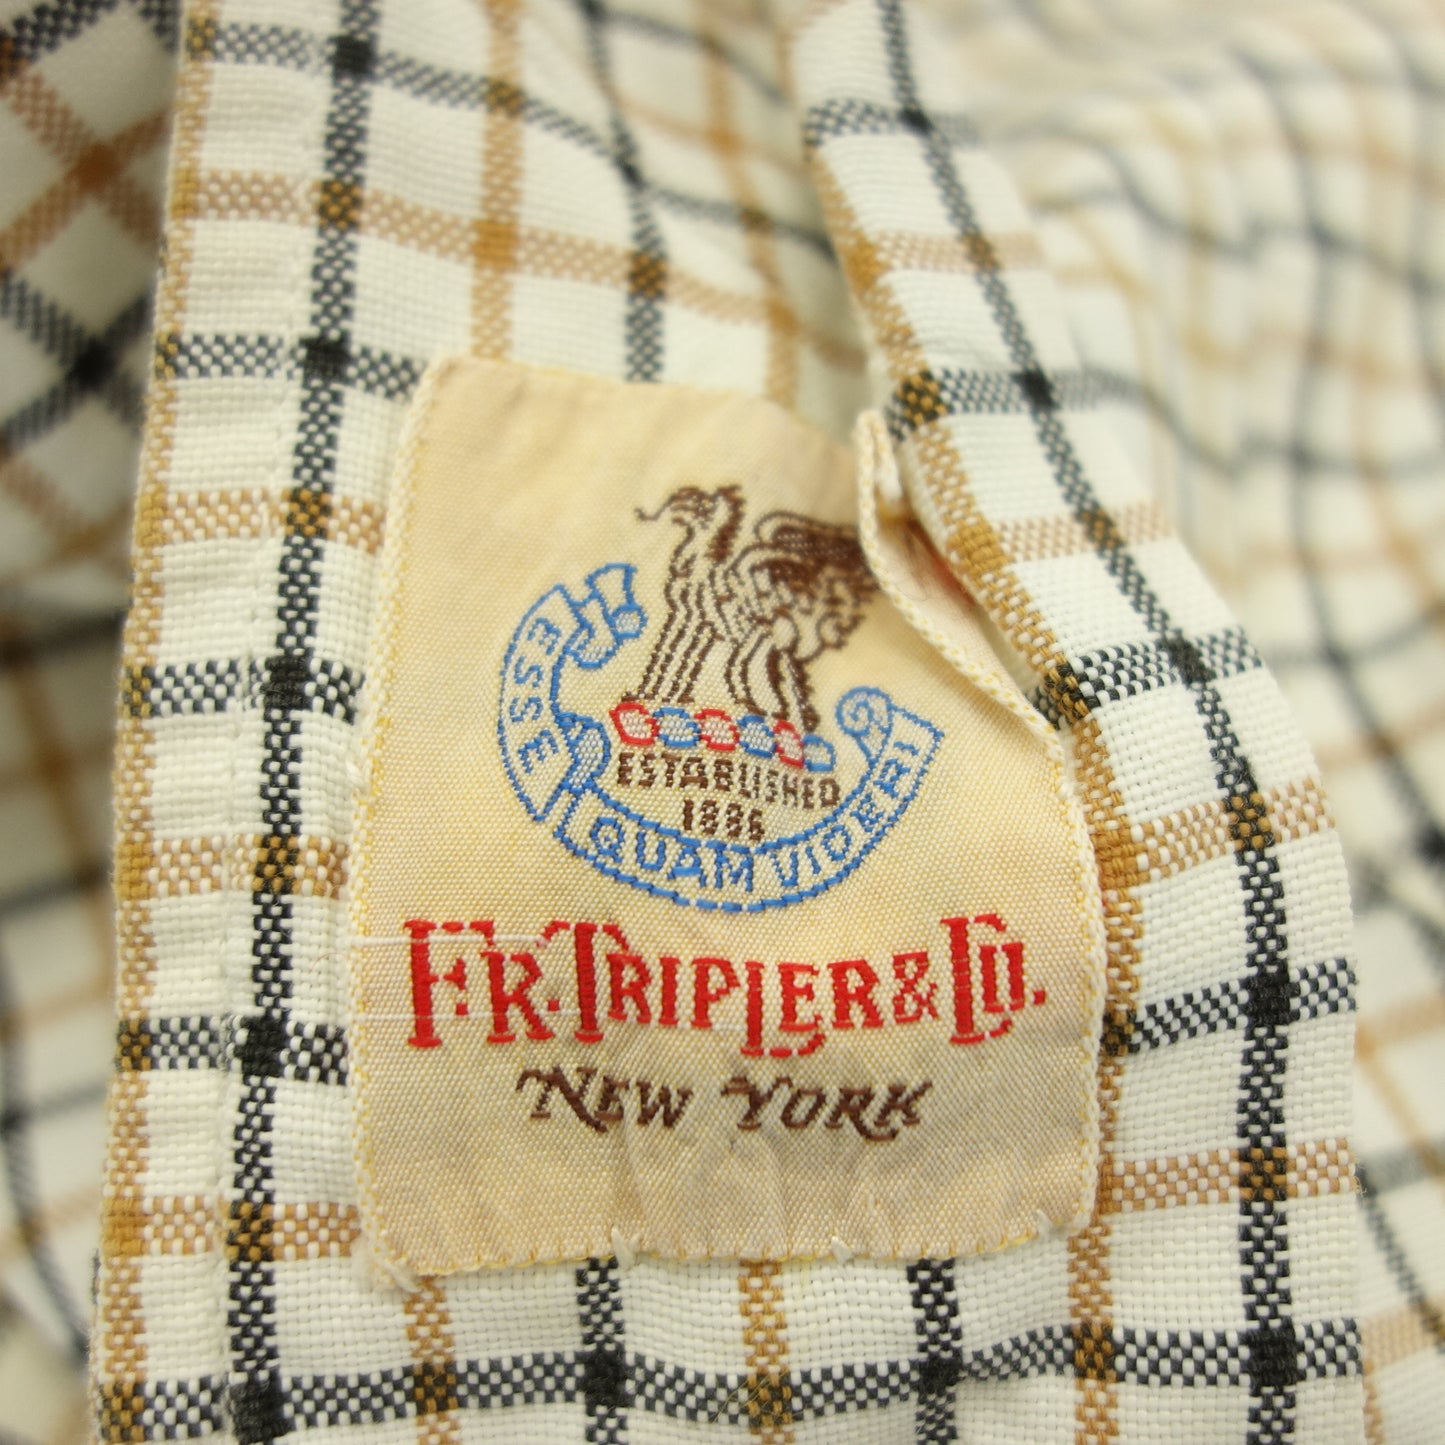 ESSE
QUAM VIDERI
ESTABLISHED
1886
F.R. TRIPLER & CO.
NEW YORK